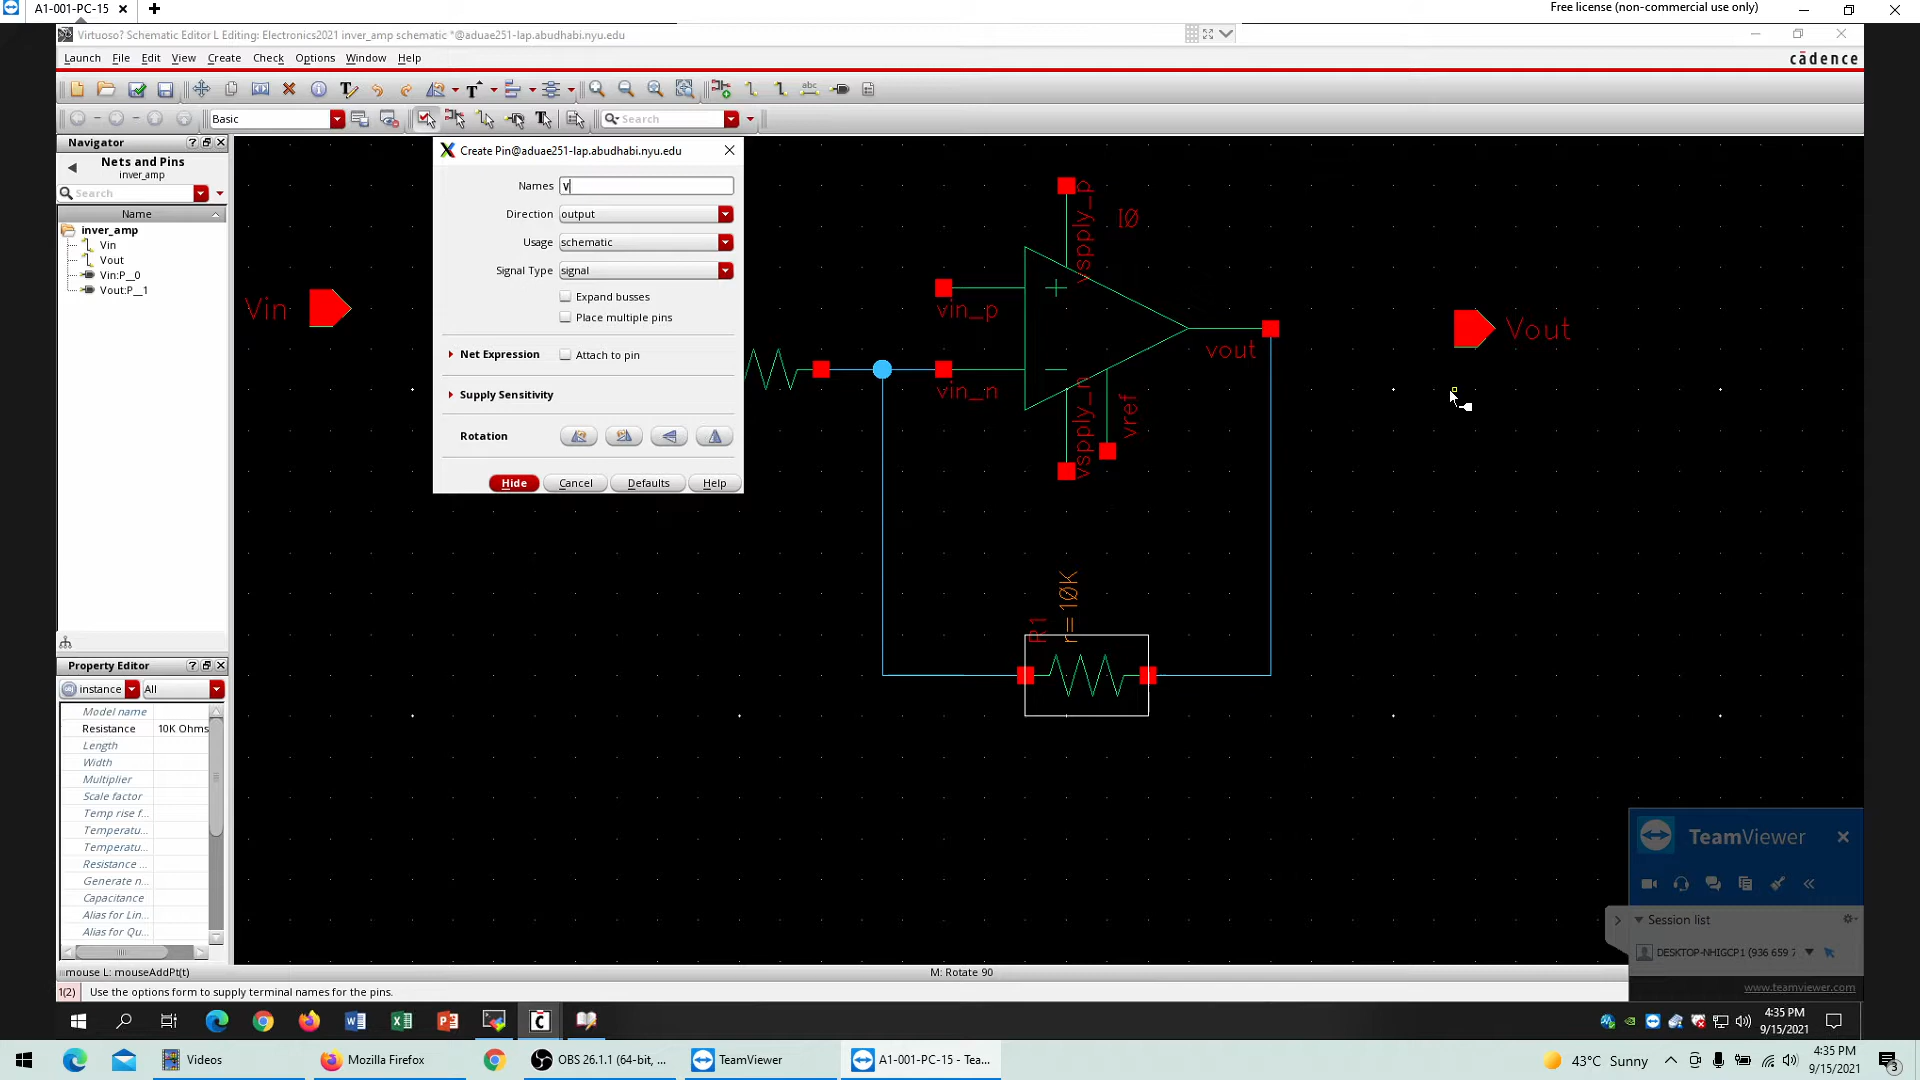 A1-001-PC-15
Free license (non-commercial use only)
Virtuoso? Schematic Editor L Editing: Electronics2021 inver_amp schematic *@aduae251-lap.abudhabi.nyu.edu
Launch File Edit View Create Check Options Window Help
cādence
Basic
Search
Navigator
Nets and Pins
inver_amp
Search
Name
inver_amp
Vin
Vout
Vin:P__0
Vout:P__1
Create Pin@aduae251-lap.abudhabi.nyu.edu
Names V
Direction output
Usage schematic
Signal Type signal
Expand busses
Place multiple pins
Net Expression Attach to pin
Supply Sensitivity
Rotation
Hide Cancel Defaults Help
Vin
vspply_p
I0
vin_p
vin_n
vout
vspply_n
vref
Vout
R1
r=10K
Property Editor
instance All
Model name
Resistance 10K Ohms
Length
Width
Multiplier
Scale factor
Temp rise f...
Temperatu...
Temperatu...
Resistance ...
Generate n...
Capacitance
Alias for Lin...
Alias for Qu...
TeamViewer
Session list
DESKTOP-NHIGCP1 (936 659 7
www.teamviewer.com
mouse L: mouseAddPt(t)
M: Rotate 90
1(2) Use the options form to supply terminal names for the pins.
4:35 PM
9/15/2021
Videos
Mozilla Firefox
OBS 26.1.1 (64-bit, ...
TeamViewer
A1-001-PC-15 - Tea...
43°C Sunny
4:35 PM
9/15/2021
3